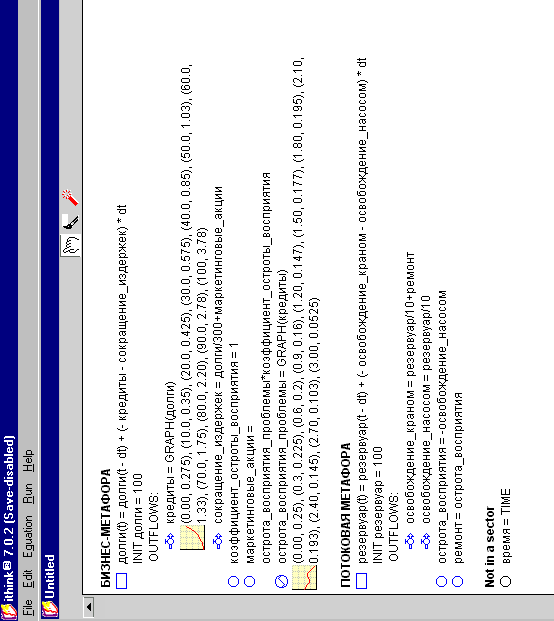 ithink® 7.0.2 [Save-disabled]
File Edit Equation Run Help
Untitled
БИЗНЕС-МЕТАФОРА
долги(t) = долги(t - dt) + (- кредиты - сокращение_издержек) * dt
INIT долги = 100
OUTFLOWS:
кредиты = GRAPH(долги)
(0.00, 0.275), (10.0, 0.35), (20.0, 0.425), (30.0, 0.575), (40.0, 0.85), (50.0, 1.03), (60.0,
1.33), (70.0, 1.75), (80.0, 2.20), (90.0, 2.78), (100, 3.78)
сокращение_издержек = долги/300+маркетинговые_акции
коэффициент_остроты_восприятия = 1
маркетинговые_акции =
острота_восприятия_проблемы*коэффициент_остроты_восприятия
острота_восприятия_проблемы = GRAPH(кредиты)
(0.00, 0.25), (0.3, 0.225), (0.6, 0.2), (0.9, 0.16), (1.20, 0.147), (1.50, 0.177), (1.80, 0.195), (2.10,
0.193), (2.40, 0.145), (2.70, 0.103), (3.00, 0.0525)
ПОТОКОВАЯ МЕТАФОРА
резервуар(t) = резервуар(t - dt) + (- освобождение_краном - освобождение_насосом) * dt
INIT резервуар = 100
OUTFLOWS:
освобождение_краном = резервуар/10+ремонт
освобождение_насосом = резервуар/10
острота_восприятия = -освобождение_насосом
ремонт = острота_восприятия
Not in a sector
время = TIME